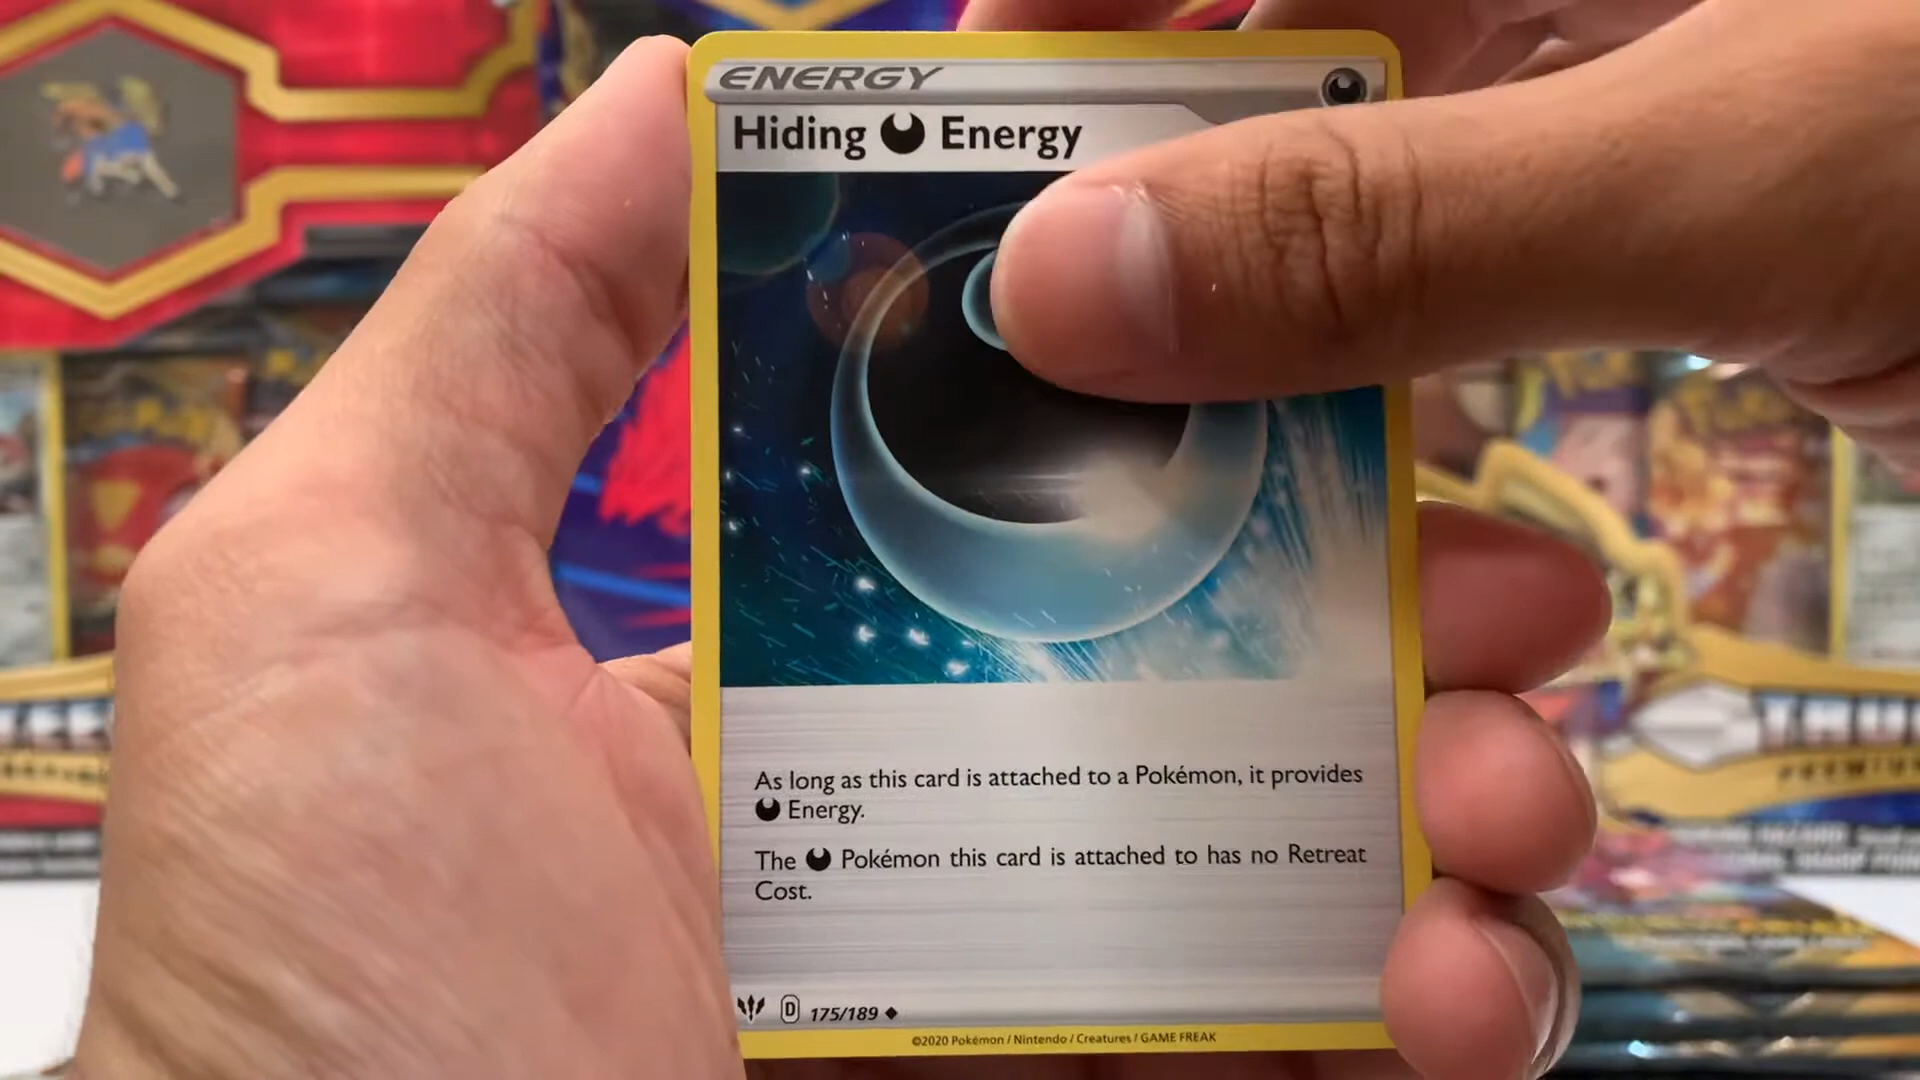 ENERGY
Hiding Energy
As long as this card is attached to a Pokémon, it provides
Energy.
The Pokémon this card is attached to has no Retreat
Cost.
D 175/189
©2020 Pokémon / Nintendo / Creatures / GAME FREAK